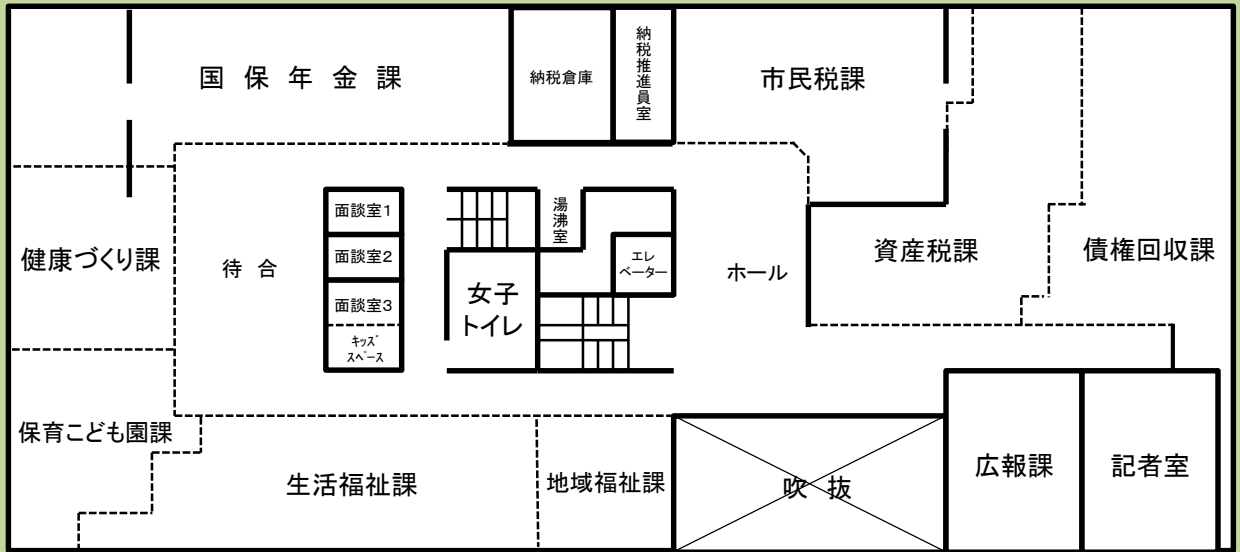 国保年金課
納税倉庫
納税推進員室
市民税課
健康づくり課
待合
面談室1
面談室2
面談室3
キッズ
スペース
湯沸室
エレ
ベーター
女子
トイレ
ホール
資産税課
債権回収課
保育こども園課
生活福祉課
地域福祉課
吹抜
広報課
記者室